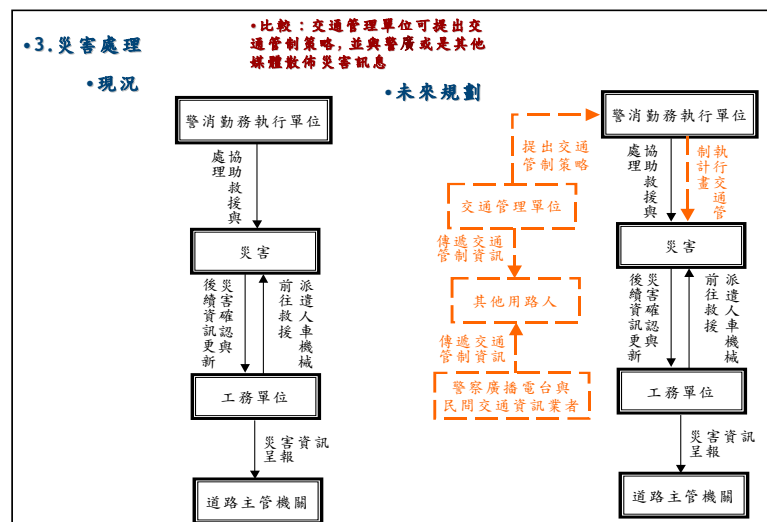 •3.災害處理
•比較：交通管理單位可提出交
通管制策略,並與警廣或是其他
媒體散佈災害訊息
•現況
警消勤務執行單位
協助救援與
處理
災害
災害確認與
後續資訊更新
派遣人車機械
前往救援
工務單位
災害資訊
呈報
道路主管機關
•未來規劃
警消勤務執行單位
提出交通
管制策略
協助救援與
處理
執行交通管
制計畫
交通管理單位
災害
傳遞交通
管制資訊
其他用路人
傳遞交通
管制資訊
警察廣播電台與
民間交通資訊業者
災害確認與
後續資訊更新
派遣人車機械
前往救援
工務單位
災害資訊
呈報
道路主管機關